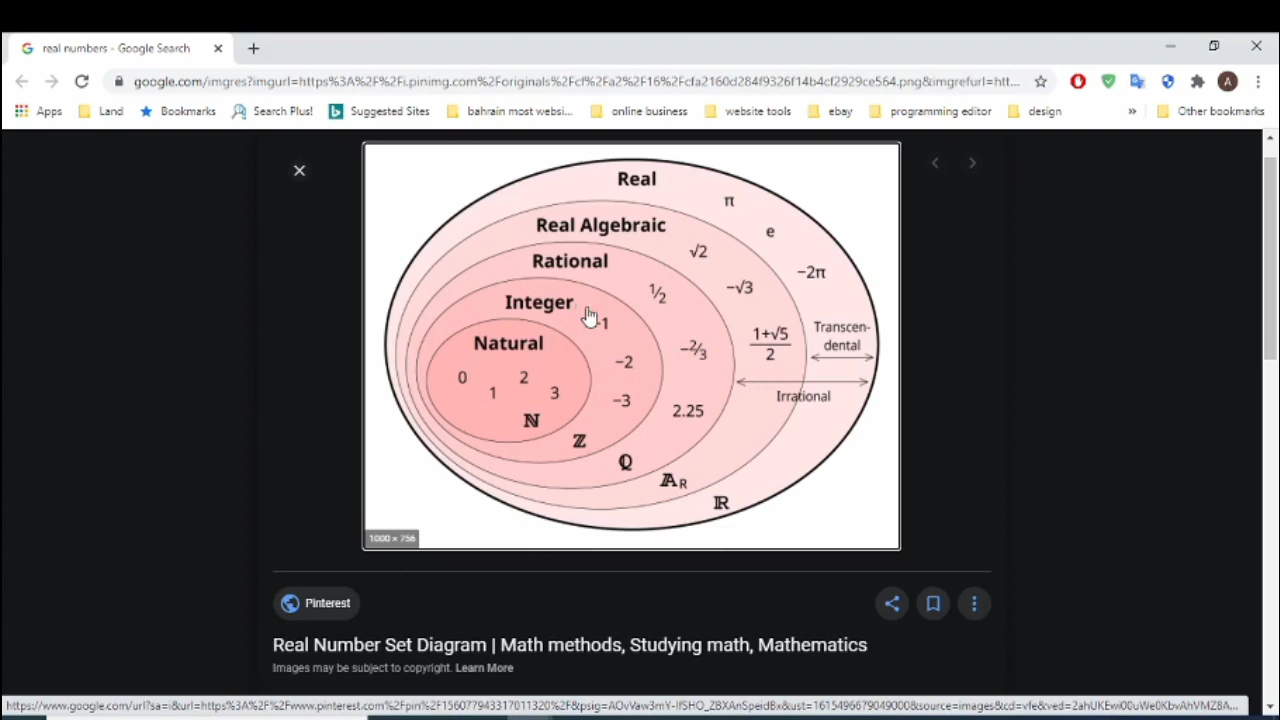 real numbers - Google Search
google.com/imgres?imgurl=https%3A%2F%2Fi.pinimg.com%2Foriginals%2Fcf%2Fa2%2F16%2Fcfa2160d284f9326f14b4cf2929ce564.png&imgrefurl=htt...
A
Apps Land Bookmarks Search Plus! Suggested Sites bahrain most websi... online business website tools ebay programming editor design » Other bookmarks
Real
π
Real Algebraic
e
√2
Rational
−2π
−√3
½
Integer
-1
Transcen-
dental
1+√5
2
Natural
−⅔
−2
0
2
1
3
Irrational
−3
2.25
ℕ
ℤ
ℚ
𝔸R
ℝ
1000 × 756
Pinterest
Real Number Set Diagram | Math methods, Studying math, Mathematics
Images may be subject to copyright. Learn More